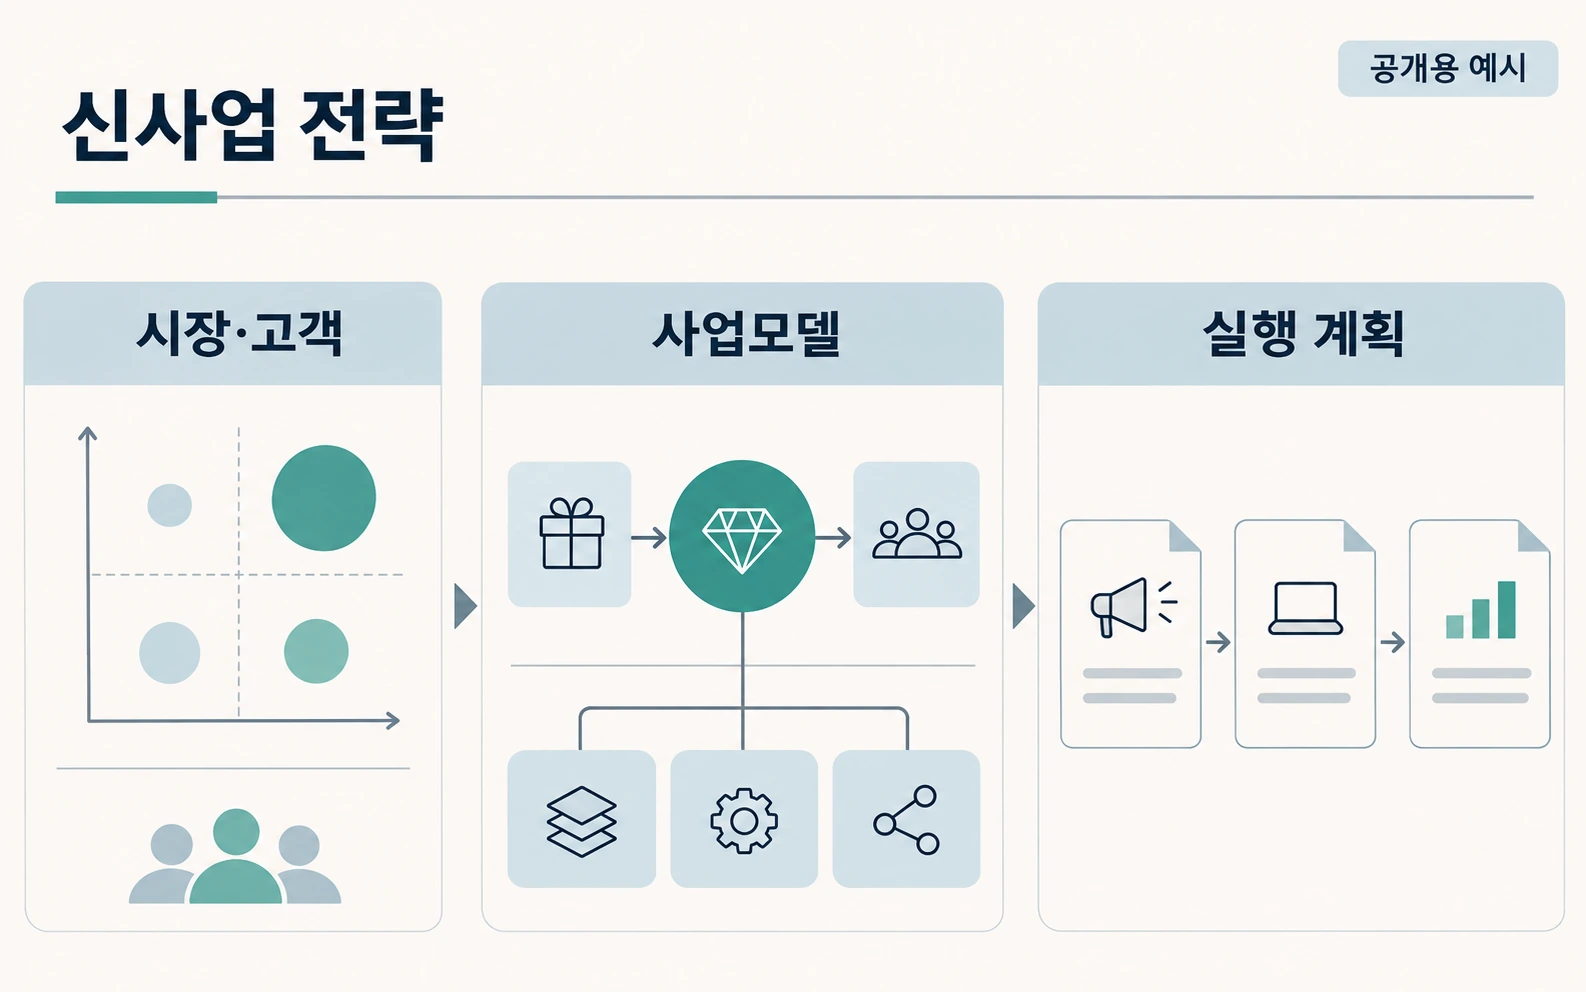 공개용 예시
신사업 전략
시장·고객
사업모델
실행 계획